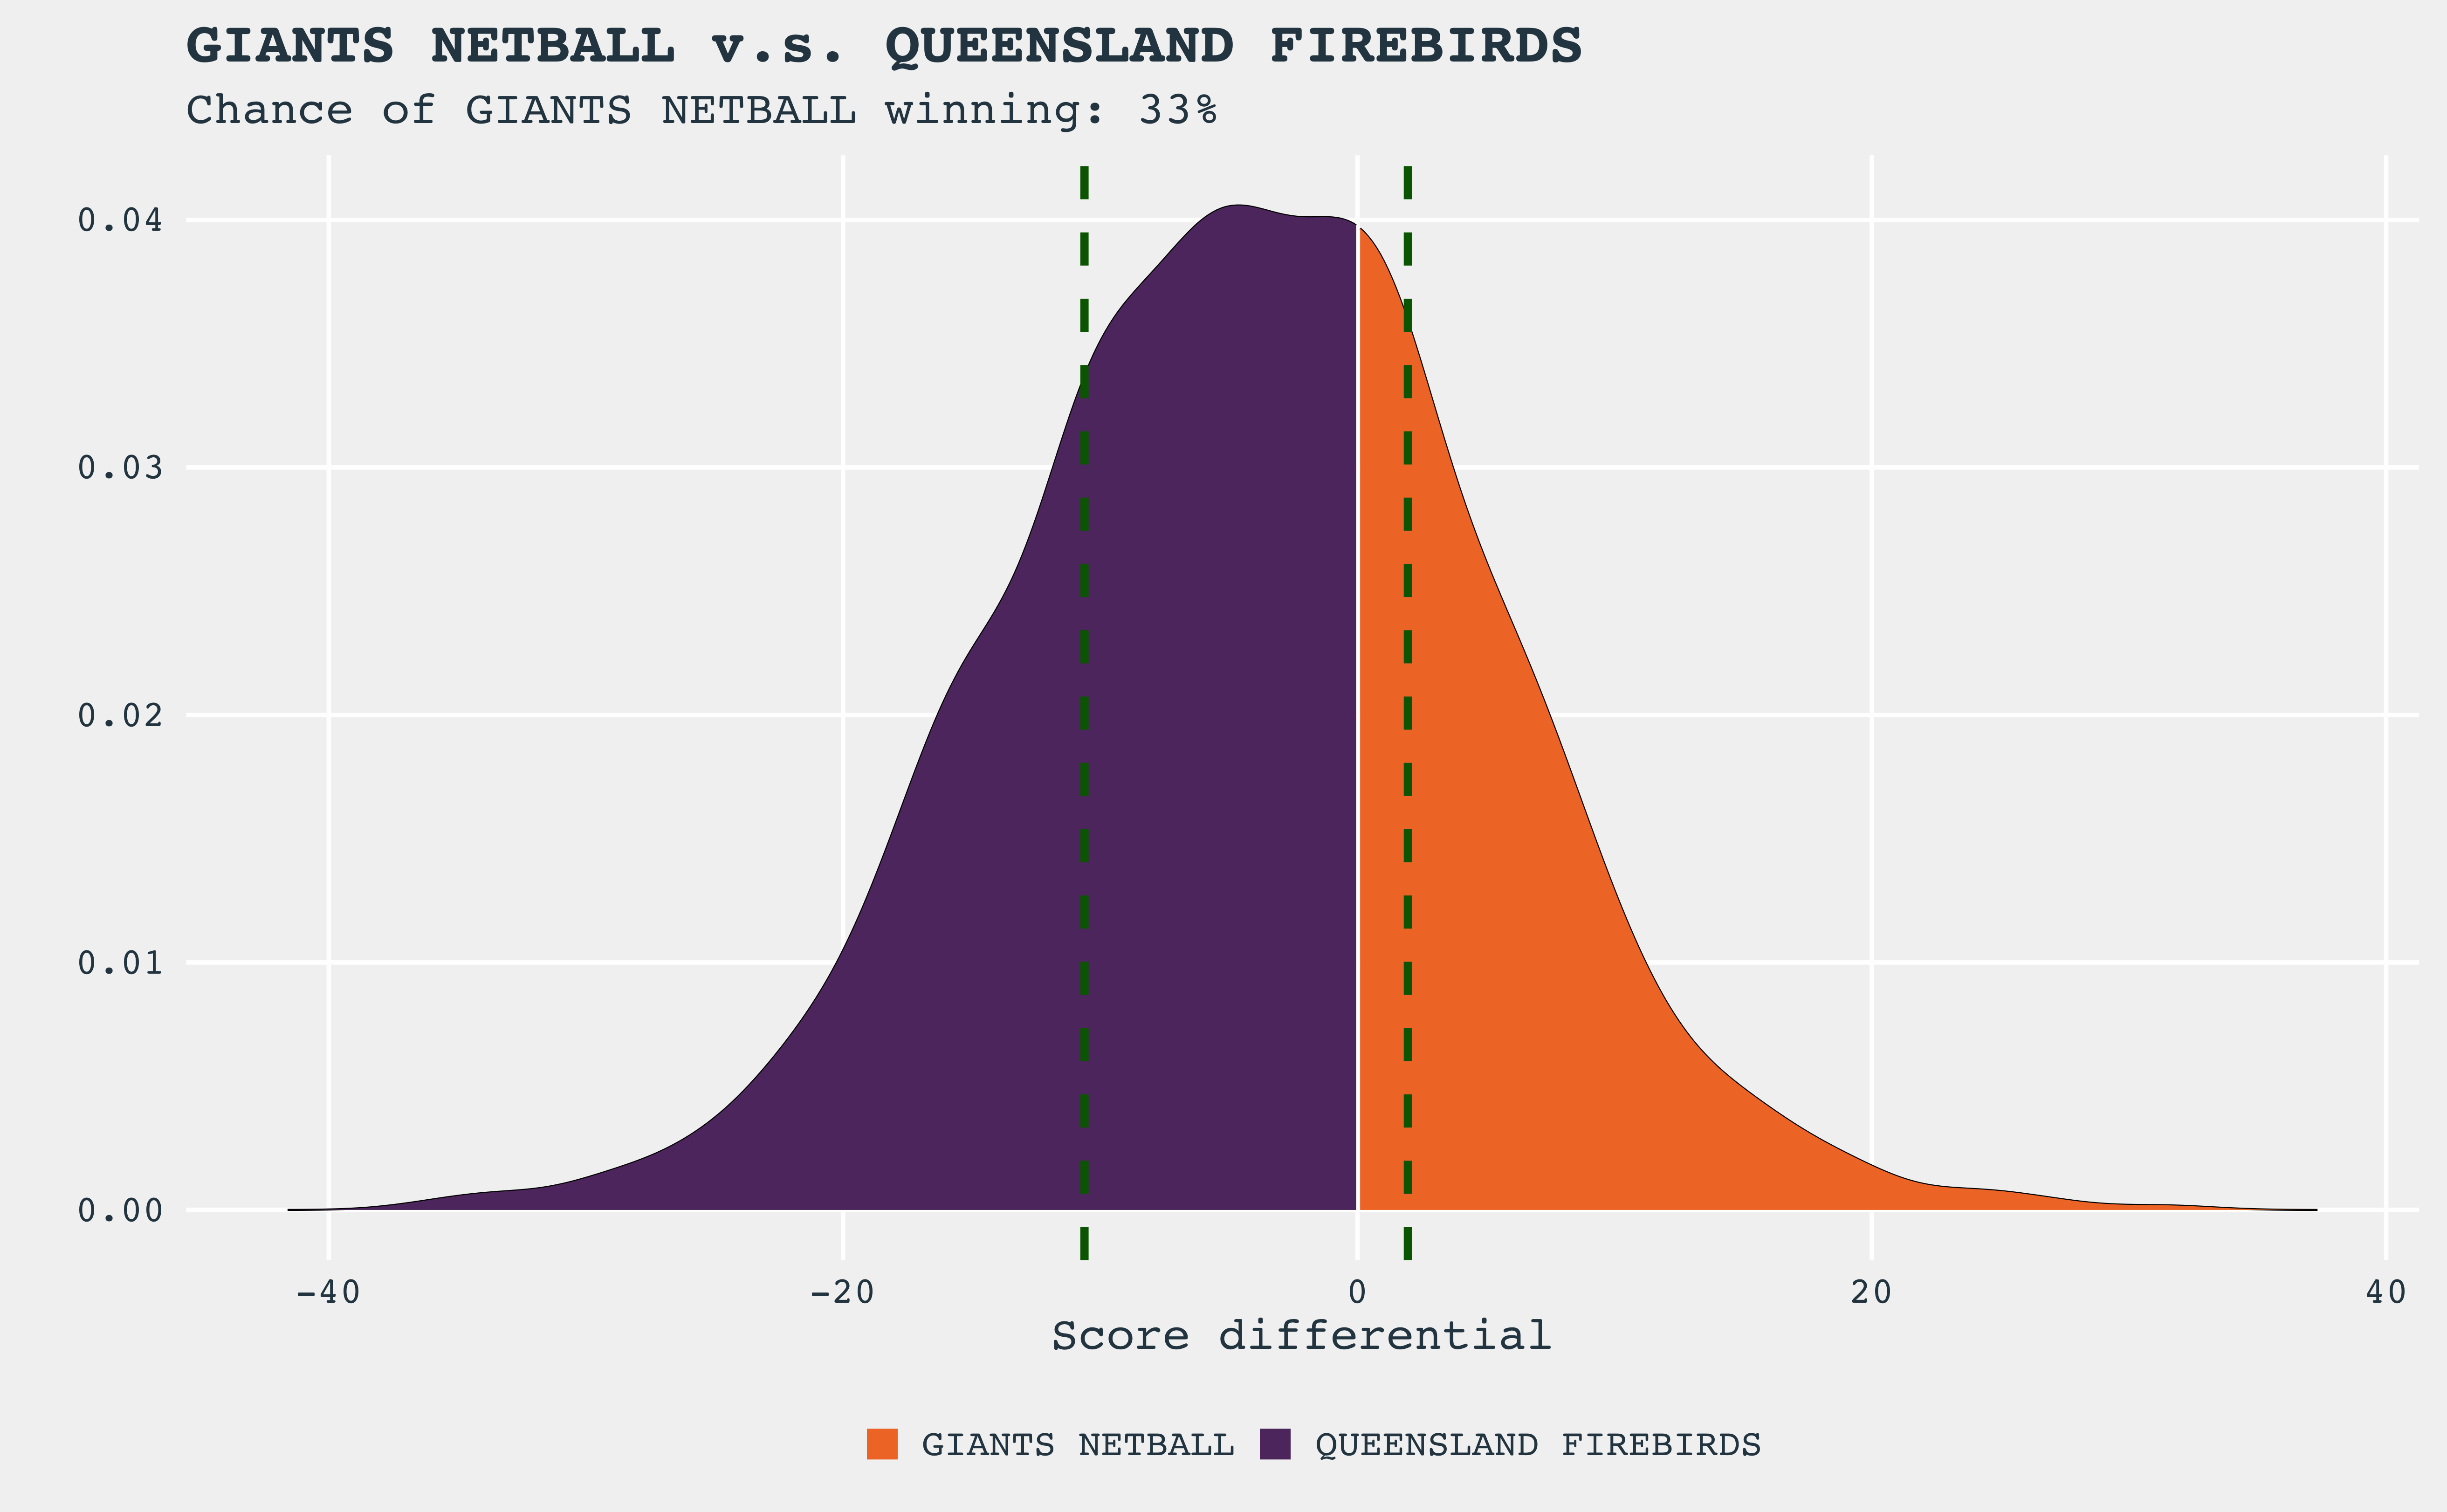 GIANTS NETBALL v.s. QUEENSLAND FIREBIRDS
Chance of GIANTS NETBALL winning: 33%
0.04
0.03
0.02
0.01
0.00
-40 -20 0 20 40
Score differential
GIANTS NETBALL QUEENSLAND FIREBIRDS